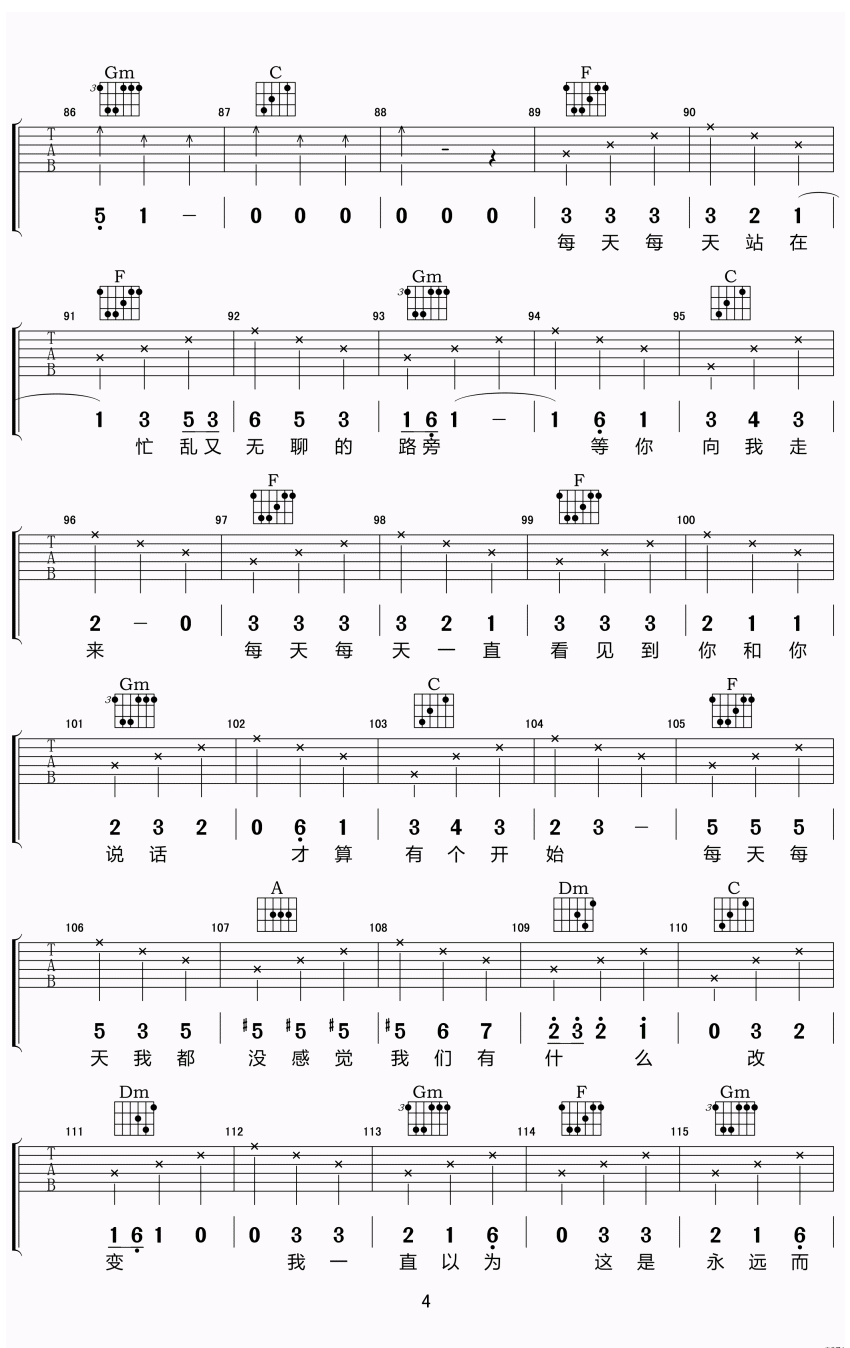 Gm C F
86 87 88 89 90
T A B
5 1 – 0 0 0 0 0 0 3 3 3 3 2 1
每 天 每 天 站 在
F Gm C
3
91 92 93 94 95
T A B
1 3 5 3 6 5 3 1 6 1 – 1 6 1 3 4 3
忙 乱 又 无 聊 的 路 旁 等 你 向 我 走
F F
96 97 98 99 100
T A B
2 – 0 3 3 3 3 2 1 3 3 3 2 1 1
来 每 天 每 天 一 直 看 见 到 你 和 你
Gm C F
3
101 102 103 104 105
T A B
2 3 2 0 6 1 3 4 3 2 3 – 5 5 5
说 话 才 算 有 个 开 始 每 天 每
A Dm C
106 107 108 109 110
T A B
5 3 5 #5 #5 #5 #5 6 7 2 3 2 1 0 3 2
天 我 都 没 感 觉 我 们 有 什 么 改
Dm Gm F Gm
3 3
111 112 113 114 115
T A B
1 6 1 0 0 3 3 2 1 6 0 3 3 2 1 6
变 我 一 直 以 为 这 是 永 远 而
4